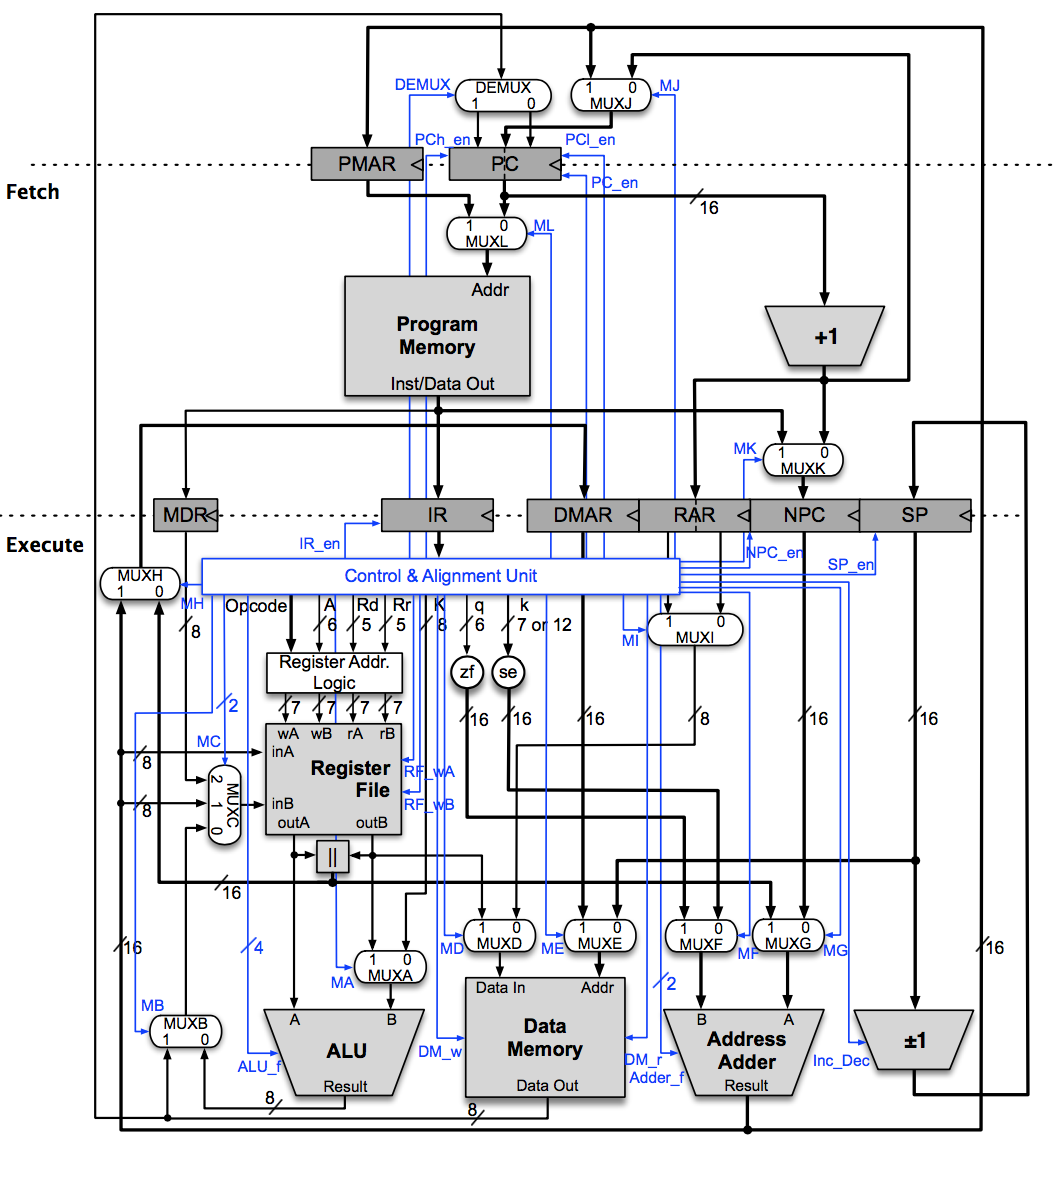 DEMUX
DEMUX
1 0
1 0
MUXJ
MJ
PCh_en
PCl_en
PMAR
PC
PC_en
Fetch
16
1 0
MUXL
ML
Addr
Program
Memory
Inst/Data Out
+1
MK
1 0
MUXK
MDR
IR
DMAR
RAR
NPC
SP
Execute
IR_en
NPC_en
SP_en
MUXH
1 0
MH
Control & Alignment Unit
Opcode
A
Rd
Rr
K
q
k
8
6
5
5
8
6
7 or 12
MI
1 0
MUXI
Register Addr.
Logic
zf
se
2
7
7
7
7
16
16
16
8
16
16
wA wB rA rB
inA
Register
File
inB
outA outB
MC
8
8
2
1
0
MUXC
RF_wA
RF_wB
||
16
16
4
16
1 0
MUXD
MD
1 0
MUXE
ME
1 0
MUXF
MF
1 0
MUXG
MG
1 0
MUXA
MA
2
MB
MUXB
1 0
A B
ALU
Result
ALU_f
8
DM_w
Data In Addr
Data
Memory
Data Out
8
DM_r
Adder_f
B A
Address
Adder
Result
Inc_Dec
±1